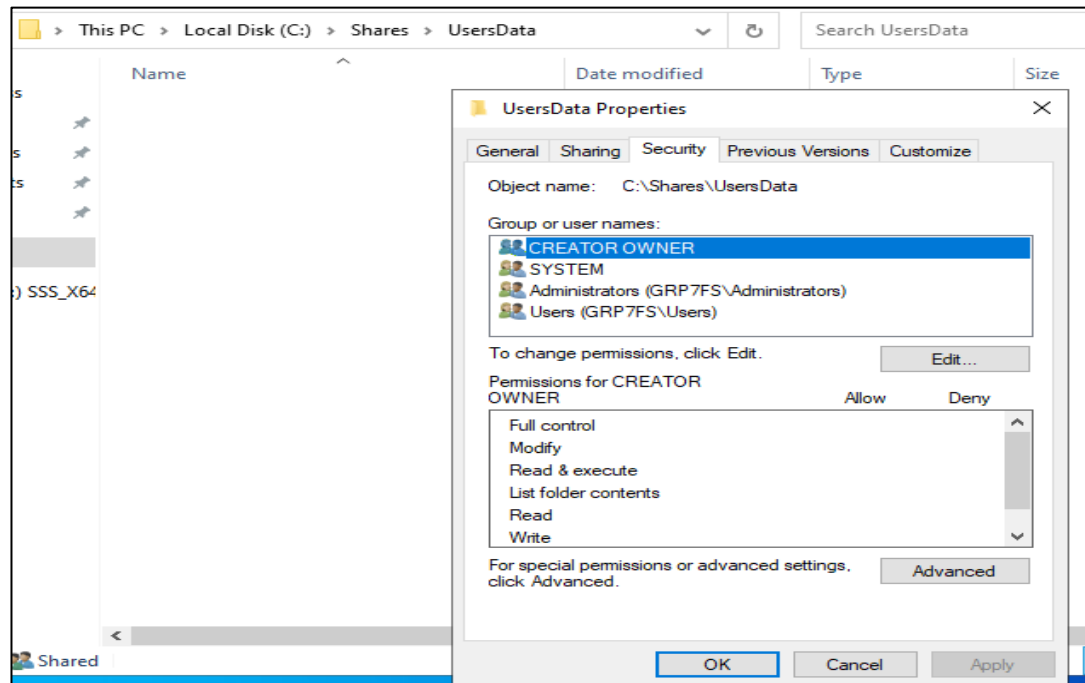 This PC > Local Disk (C:) > Shares > UsersData Search UsersData
Name Date modified Type Size
s
s
ts
:) SSS_X64
UsersData Properties
General Sharing Security Previous Versions Customize
Object name: C:\Shares\UsersData
Group or user names:
CREATOR OWNER
SYSTEM
Administrators (GRP7FS\Administrators)
Users (GRP7FS\Users)
To change permissions, click Edit.
Edit...
Permissions for CREATOR
OWNER Allow Deny
Full control
Modify
Read & execute
List folder contents
Read
Write
For special permissions or advanced settings,
click Advanced.
Advanced
Shared
OK Cancel Apply